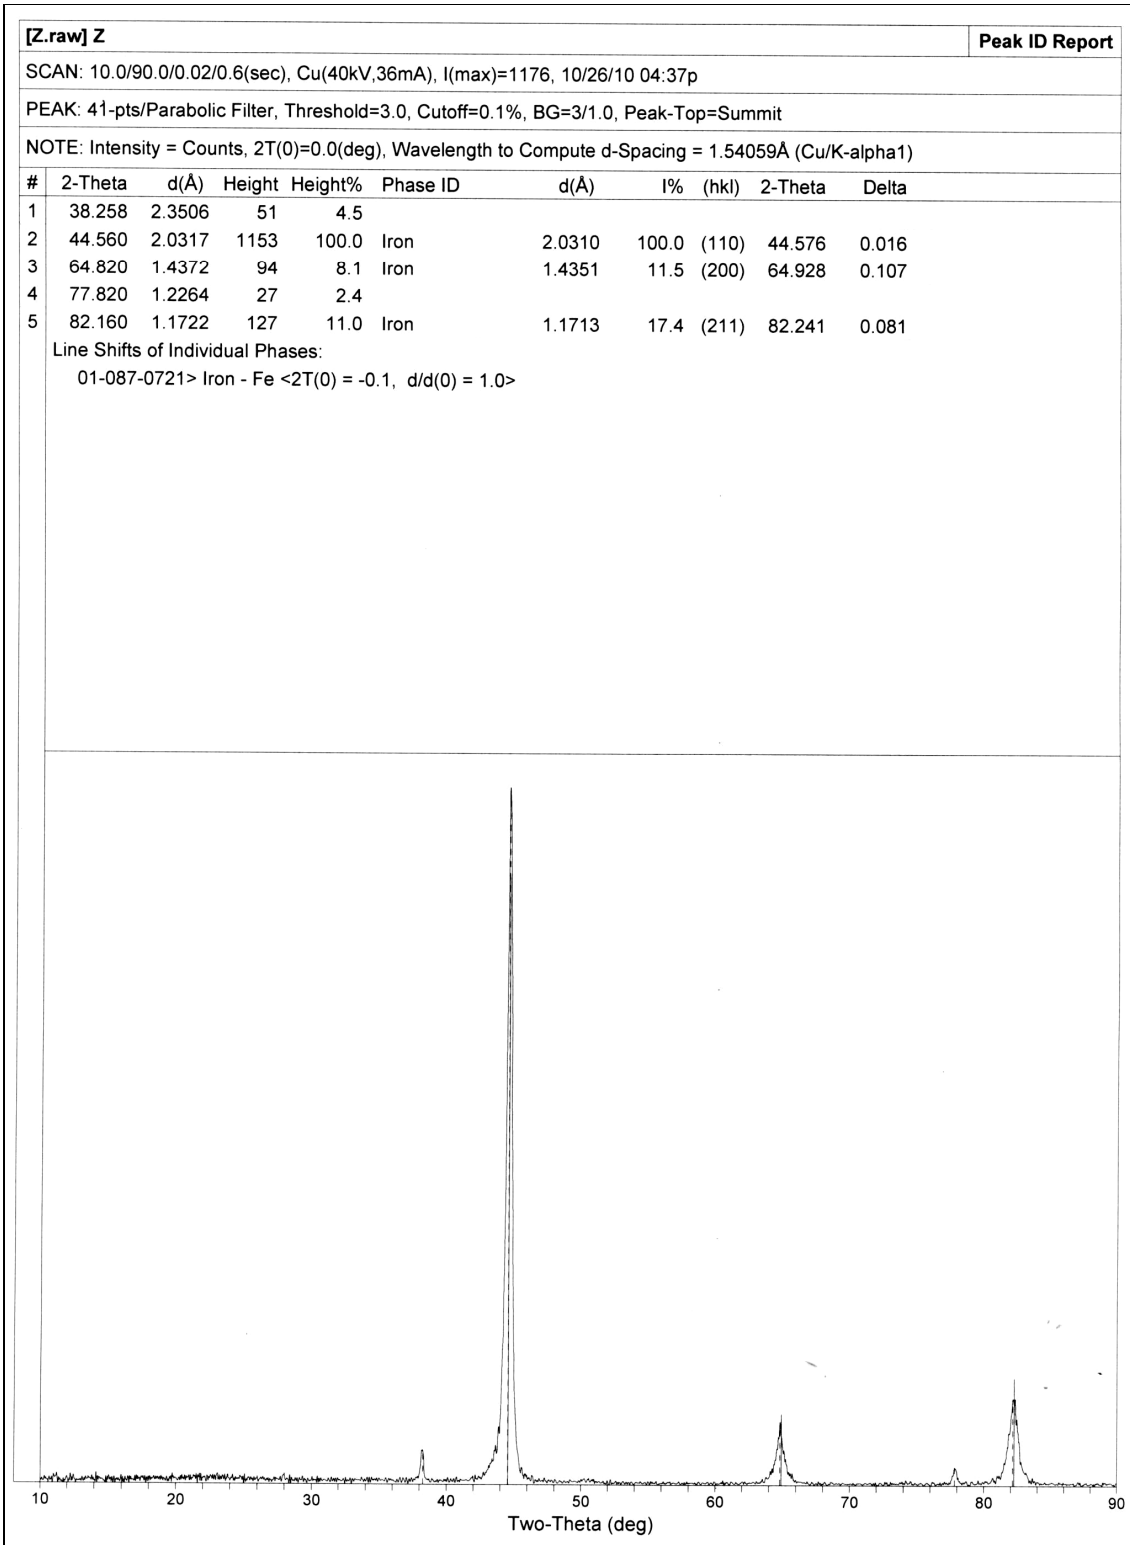 [Z.raw] Z Peak ID Report
SCAN: 10.0/90.0/0.02/0.6(sec), Cu(40kV,36mA), I(max)=1176, 10/26/10 04:37p
PEAK: 41-pts/Parabolic Filter, Threshold=3.0, Cutoff=0.1%, BG=3/1.0, Peak-Top=Summit
NOTE: Intensity = Counts, 2T(0)=0.0(deg), Wavelength to Compute d-Spacing = 1.54059Å (Cu/K-alpha1)
# 2-Theta d(Å) Height Height% Phase ID d(Å) I% (hkl) 2-Theta Delta
1 38.258 2.3506 51 4.5
2 44.560 2.0317 1153 100.0 Iron 2.0310 100.0 (110) 44.576 0.016
3 64.820 1.4372 94 8.1 Iron 1.4351 11.5 (200) 64.928 0.107
4 77.820 1.2264 27 2.4
5 82.160 1.1722 127 11.0 Iron 1.1713 17.4 (211) 82.241 0.081
Line Shifts of Individual Phases:
01-087-0721> Iron - Fe <2T(0) = -0.1, d/d(0) = 1.0>
10 20 30 40 50 60 70 80 90
Two-Theta (deg)